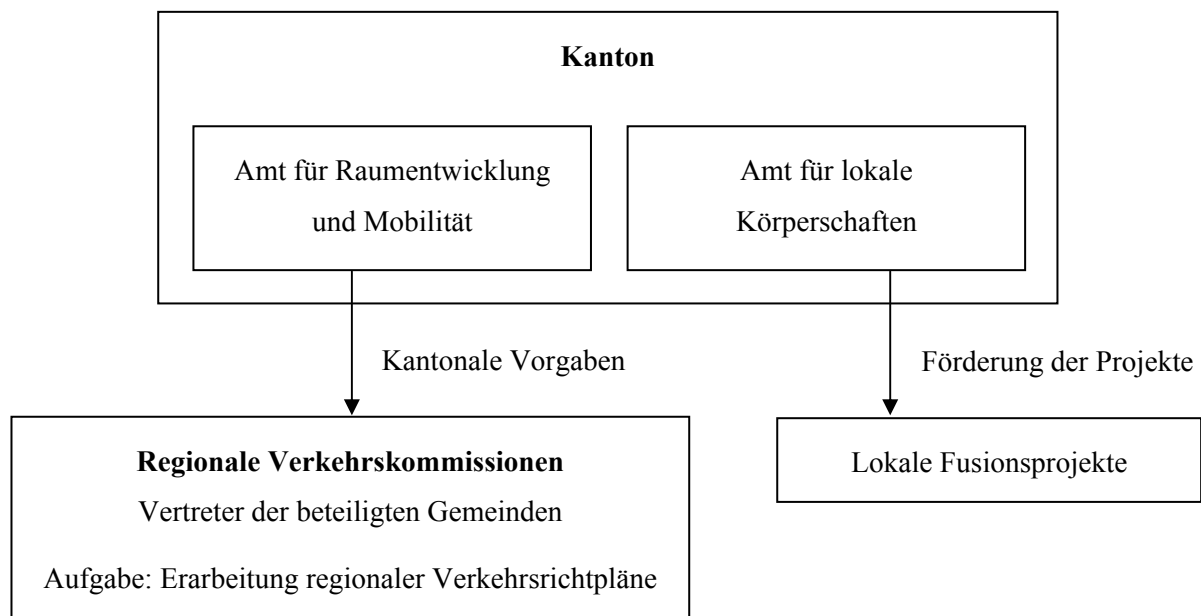 Kanton
Amt für Raumentwicklung
und Mobilität
Amt für lokale
Körperschaften
Kantonale Vorgaben
Förderung der Projekte
Regionale Verkehrskommissionen
Vertreter der beteiligten Gemeinden
Aufgabe: Erarbeitung regionaler Verkehrsrichtpläne
Lokale Fusionsprojekte